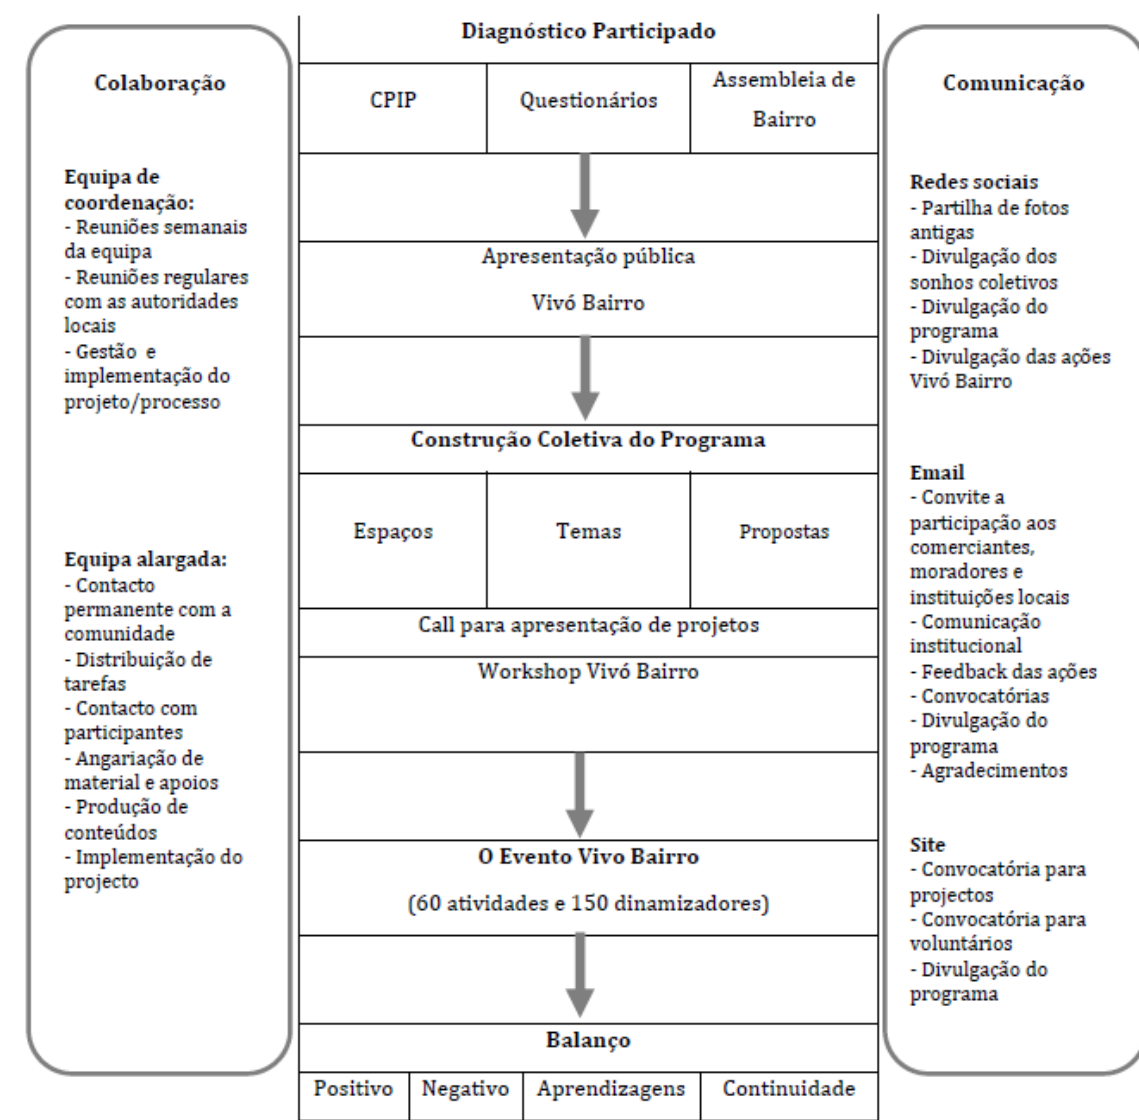 Colaboração
Equipa de
coordenação:
- Reuniões semanais
da equipa
- Reuniões regulares
com as autoridades
locais
- Gestão e
implementação do
projeto/processo
Equipa alargada:
- Contacto
permanente com a
comunidade
- Distribuição de
tarefas
- Contacto com
participantes
- Angariação de
material e apoios
- Produção de
conteúdos
- Implementação do
projecto
Diagnóstico Participado
CPIP
Questionários
Assembleia de
Bairro
Apresentação pública
Vivó Bairro
Construção Coletiva do Programa
Espaços
Temas
Propostas
Call para apresentação de projetos
Workshop Vivó Bairro
O Evento Vivo Bairro
(60 atividades e 150 dinamizadores)
Balanço
Positivo
Negativo
Aprendizagens
Continuidade
Comunicação
Redes sociais
- Partilha de fotos
antigas
- Divulgação dos
sonhos coletivos
- Divulgação do
programa
- Divulgação das ações
Vivó Bairro
Email
- Convite a
participação aos
comerciantes,
moradores e
instituições locais
- Comunicação
institucional
- Feedback das ações
- Convocatórias
- Divulgação do
programa
- Agradecimentos
Site
- Convocatória para
projectos
- Convocatória para
voluntários
- Divulgação do
programa